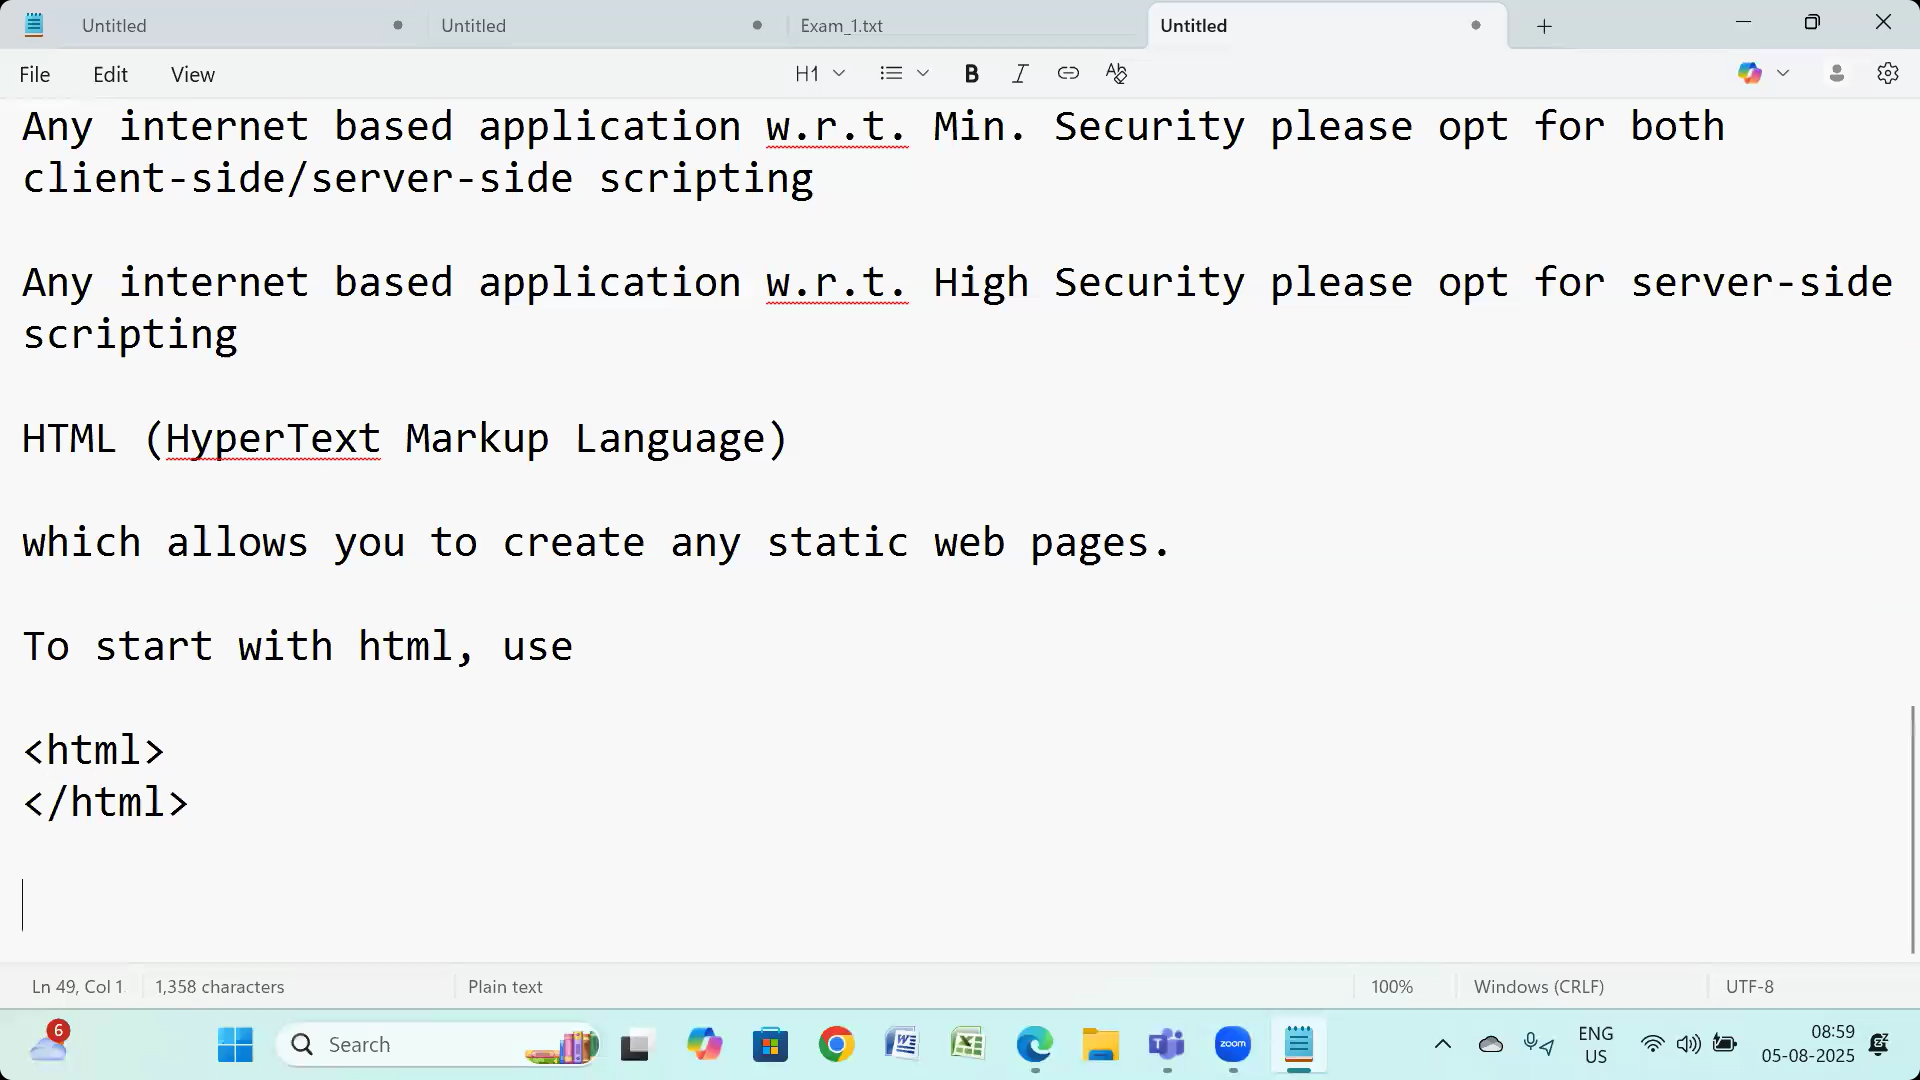 Untitled
Untitled
Exam_1.txt
Untitled
File
Edit
View
H1
Any internet based application w.r.t. Min. Security please opt for both
client-side/server-side scripting
Any internet based application w.r.t. High Security please opt for server-side
scripting
HTML (HyperText Markup Language)
which allows you to create any static web pages.
To start with html, use
<html>
</html>
Ln 49, Col 1
1,358 characters
Plain text
100%
Windows (CRLF)
UTF-8
6
Search
zoom
ENG
US
08:59
05-08-2025